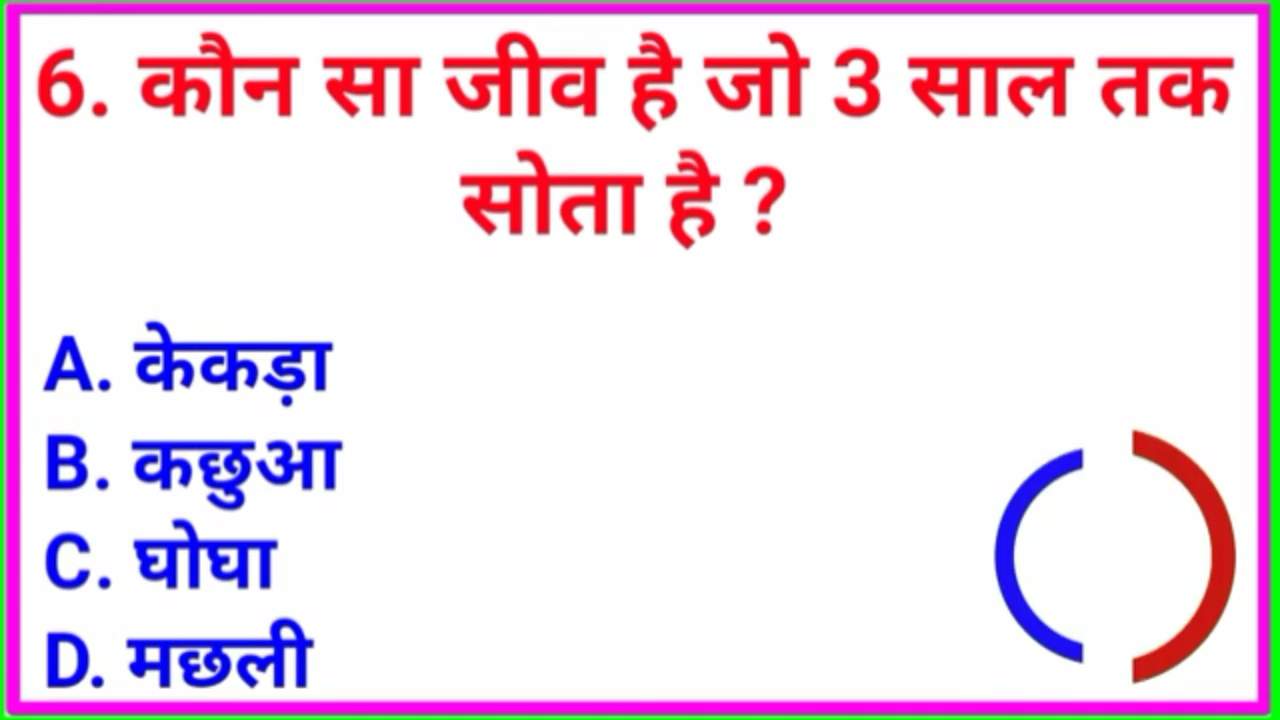 6. कौन सा जीव है जो 3 साल तक
सोता है ?
A. केकड़ा
B. कछुआ
C. घोघा
D. मछली